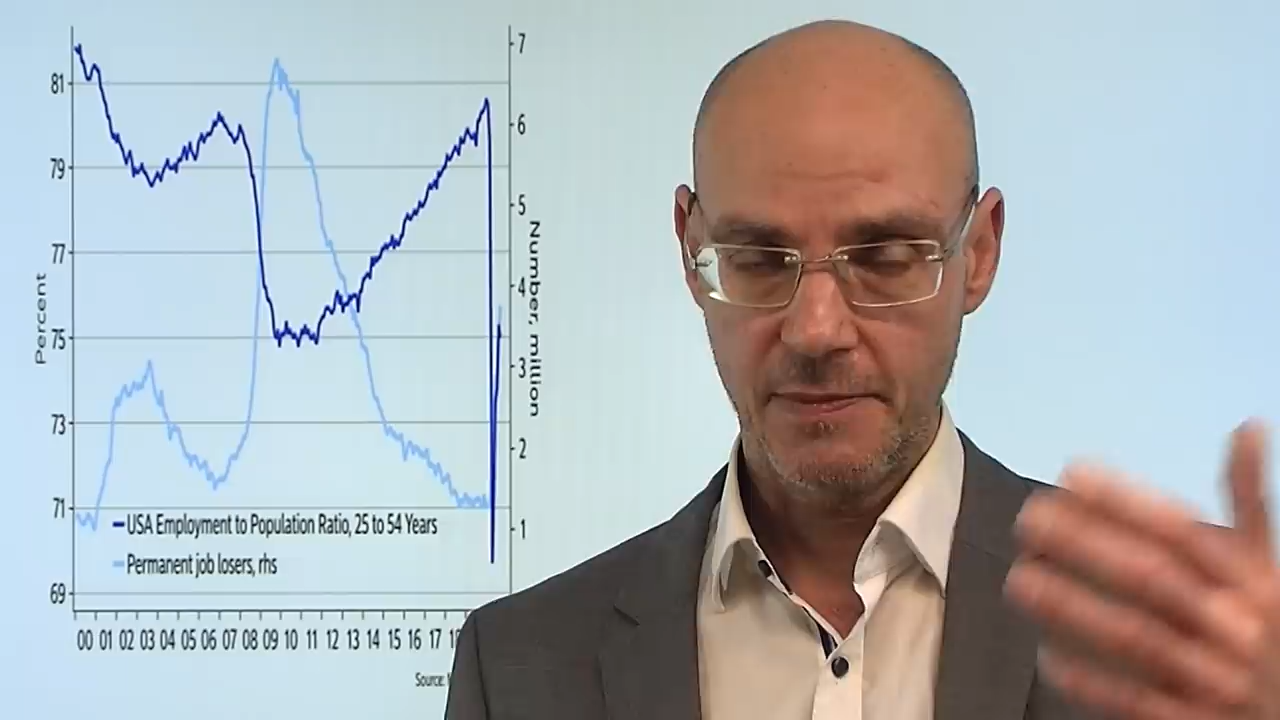 7
81
6
79
5
77
4
Percent
Number, million
75
3
73
2
71
USA Employment to Population Ratio, 25 to 54 Years
1
Permanent job losers, rhs
69
00 01 02 03 04 05 06 07 08 09 10 11 12 13 14 15 16 17
Source: